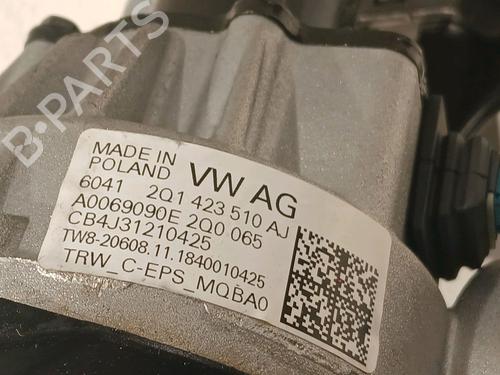 B-PARTS
MADE IN
POLAND VW AG
6041 2Q1 423 510 AJ
A0069090E 2Q0 065
CB4J31210425
TW8-20608.11.1840010425
TRW_C-EPS_MQBA0